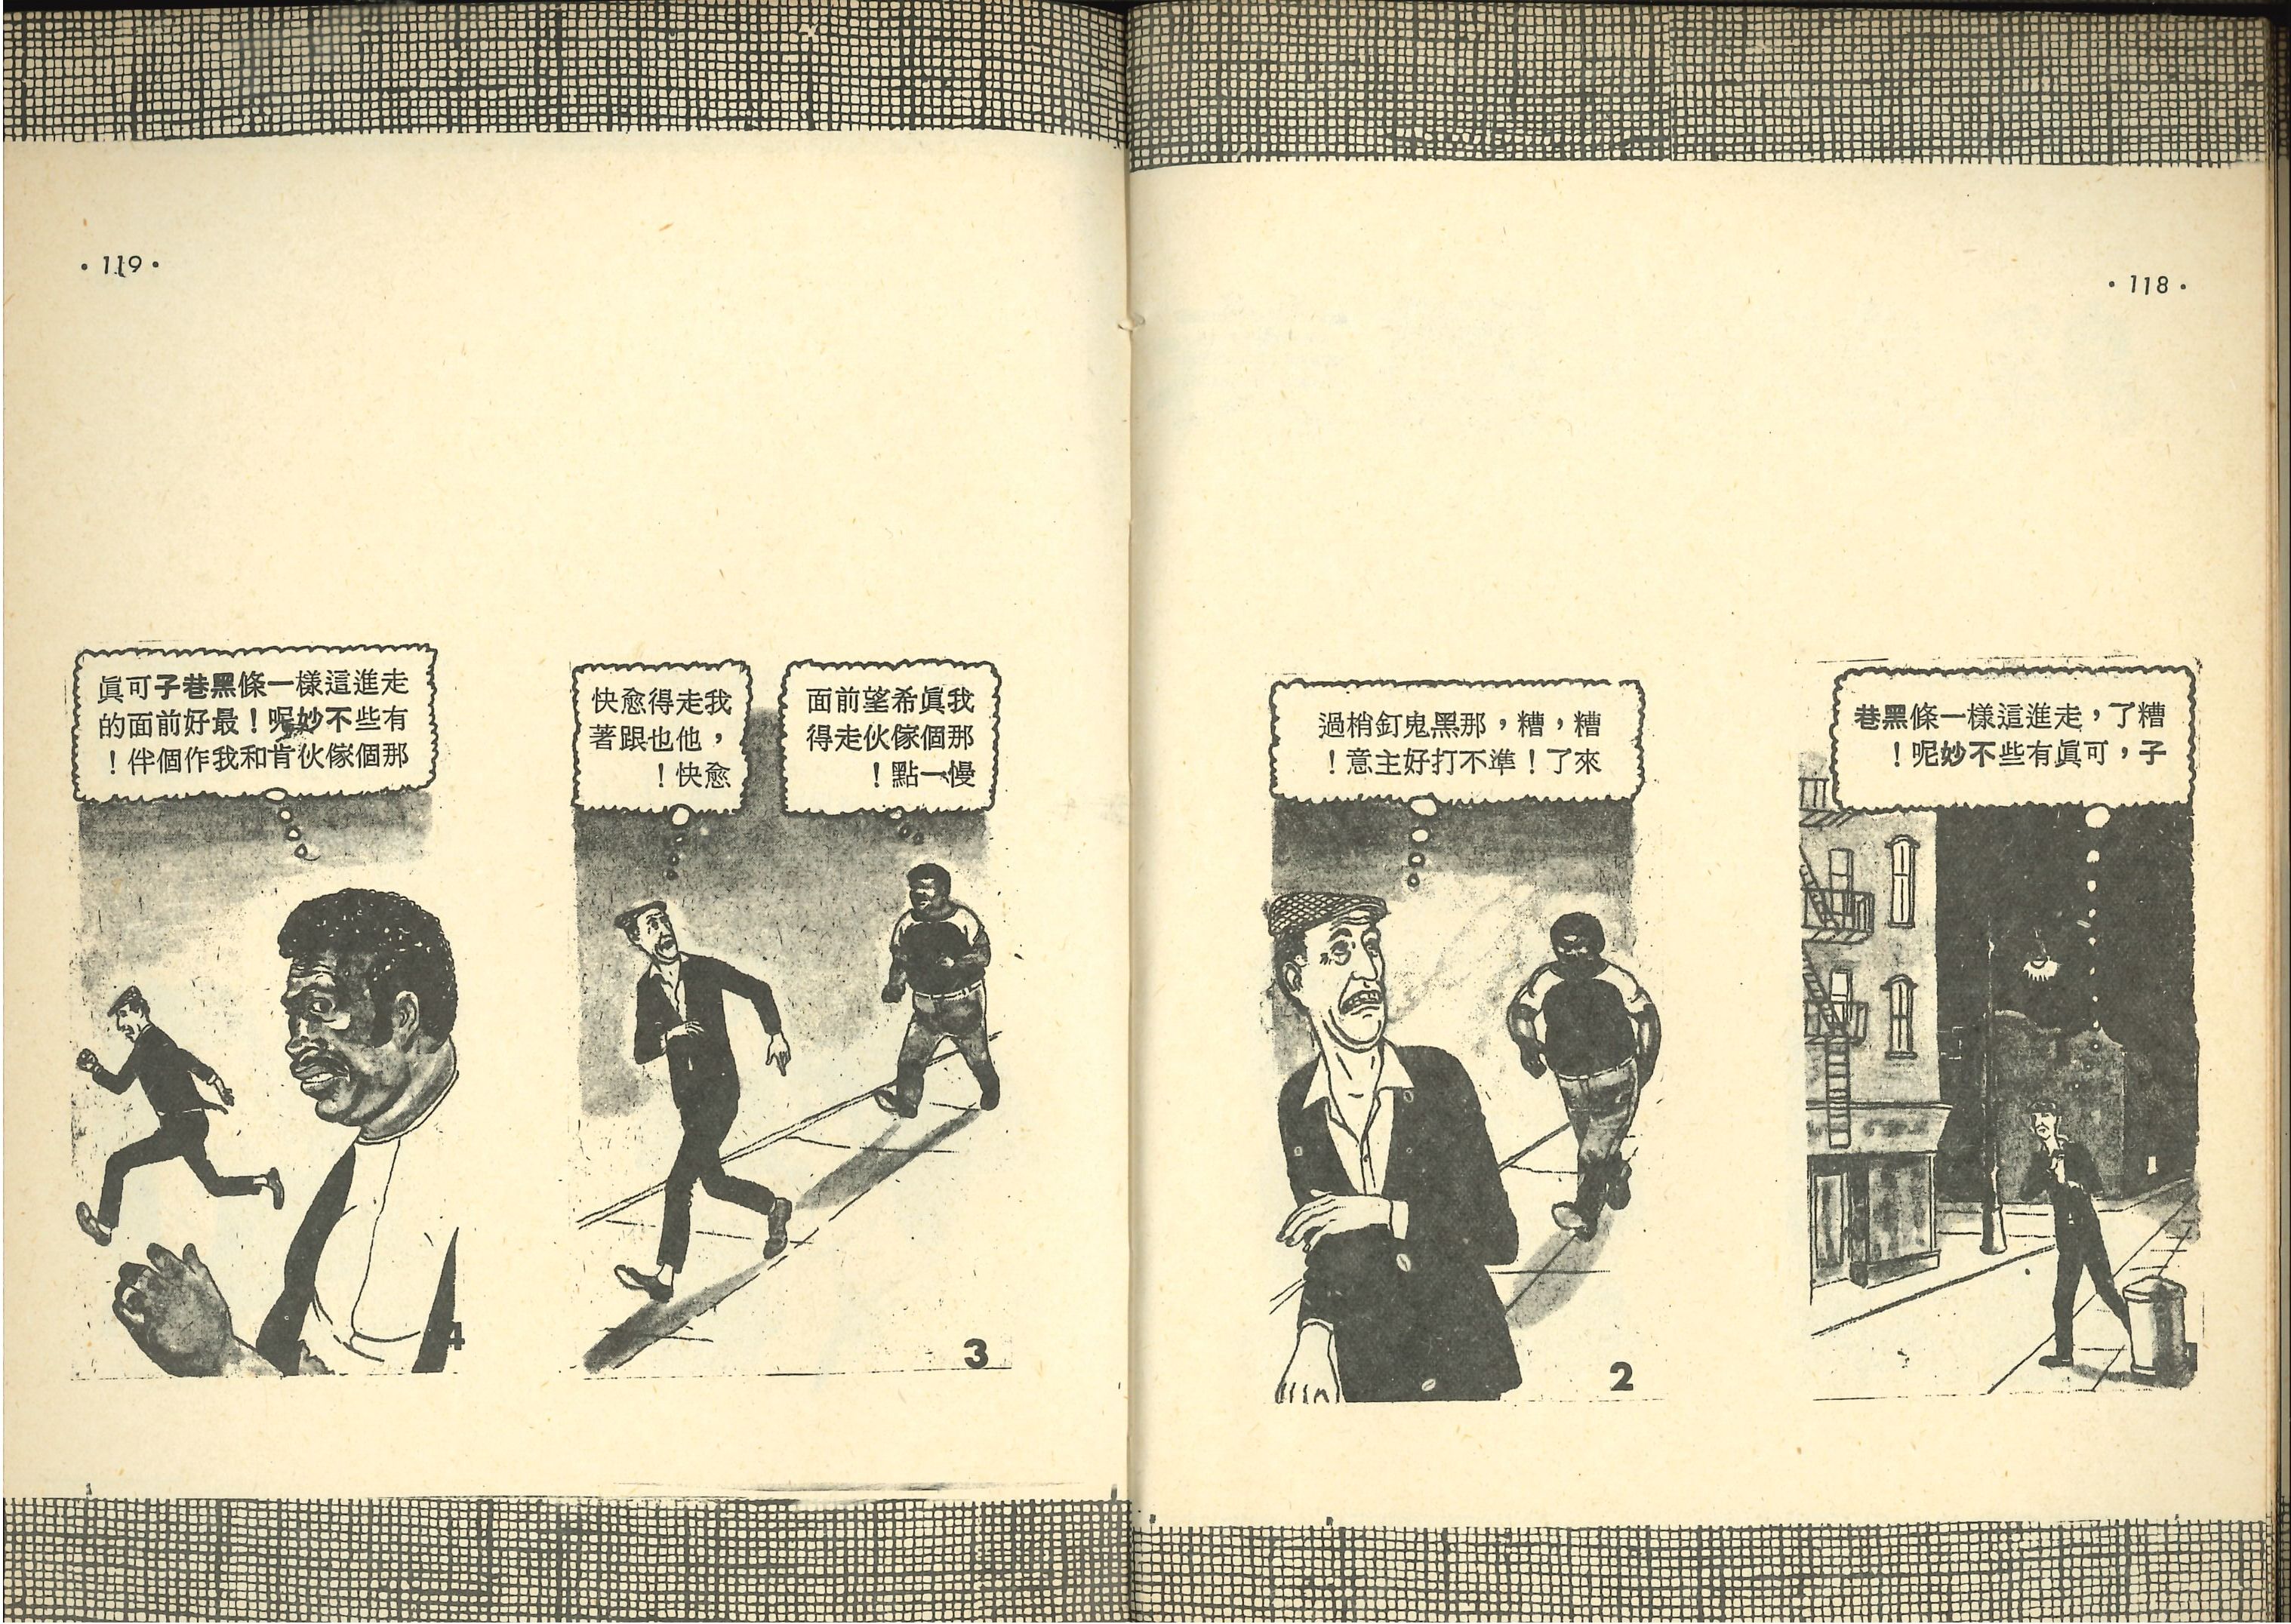 •118•
糟了，走進這樣一條黑巷
子，可眞有些不妙呢！
糟，糟，那黑鬼釘梢過
來了！準不打好主意！
2
•119•
我眞希望前面
那個傢伙走得
慢一點！
我走得愈快
，他也跟著
愈快！
3
走進這樣一條黑巷子可眞
有些不妙呢！最好前面的
那個傢伙肯和我作個伴！
4